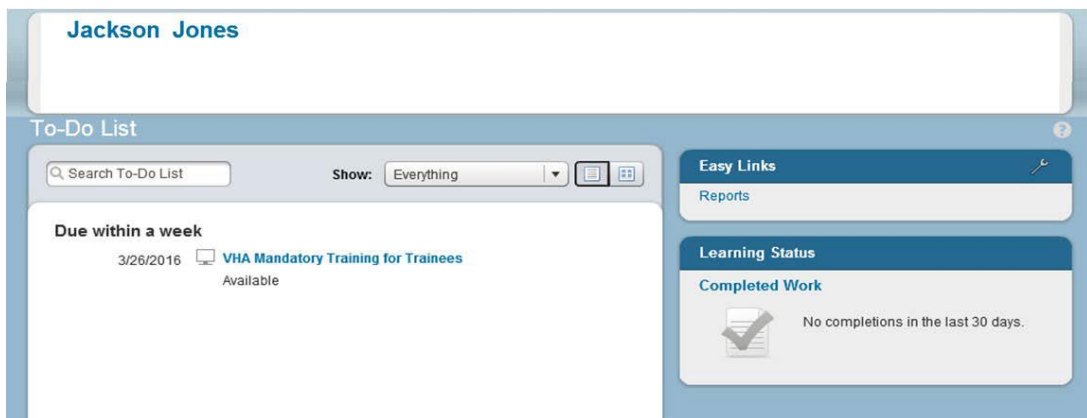 Jackson Jones
To-Do List
?
Search To-Do List
Show:
Everything
Due within a week
3/26/2016
VHA Mandatory Training for Trainees
Available
Easy Links
Reports
Learning Status
Completed Work
No completions in the last 30 days.